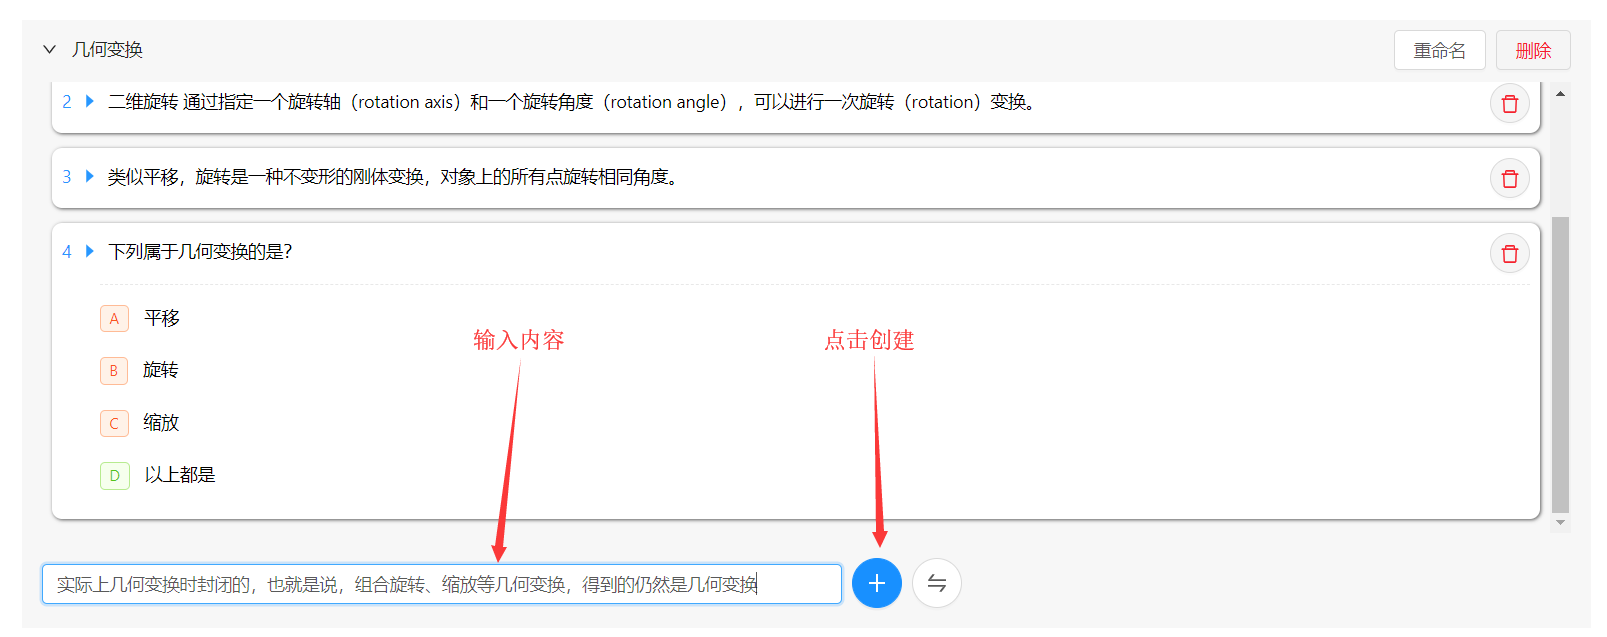 几何变换
重命名
删除
2 二维旋转 通过指定一个旋转轴（rotation axis）和一个旋转角度（rotation angle），可以进行一次旋转（rotation）变换。
3 类似平移，旋转是一种不变形的刚体变换，对象上的所有点旋转相同角度。
4 下列属于几何变换的是？
A 平移
输入内容
点击创建
B 旋转
C 缩放
D 以上都是
实际上几何变换时封闭的，也就是说，组合旋转、缩放等几何变换，得到的仍然是几何变换